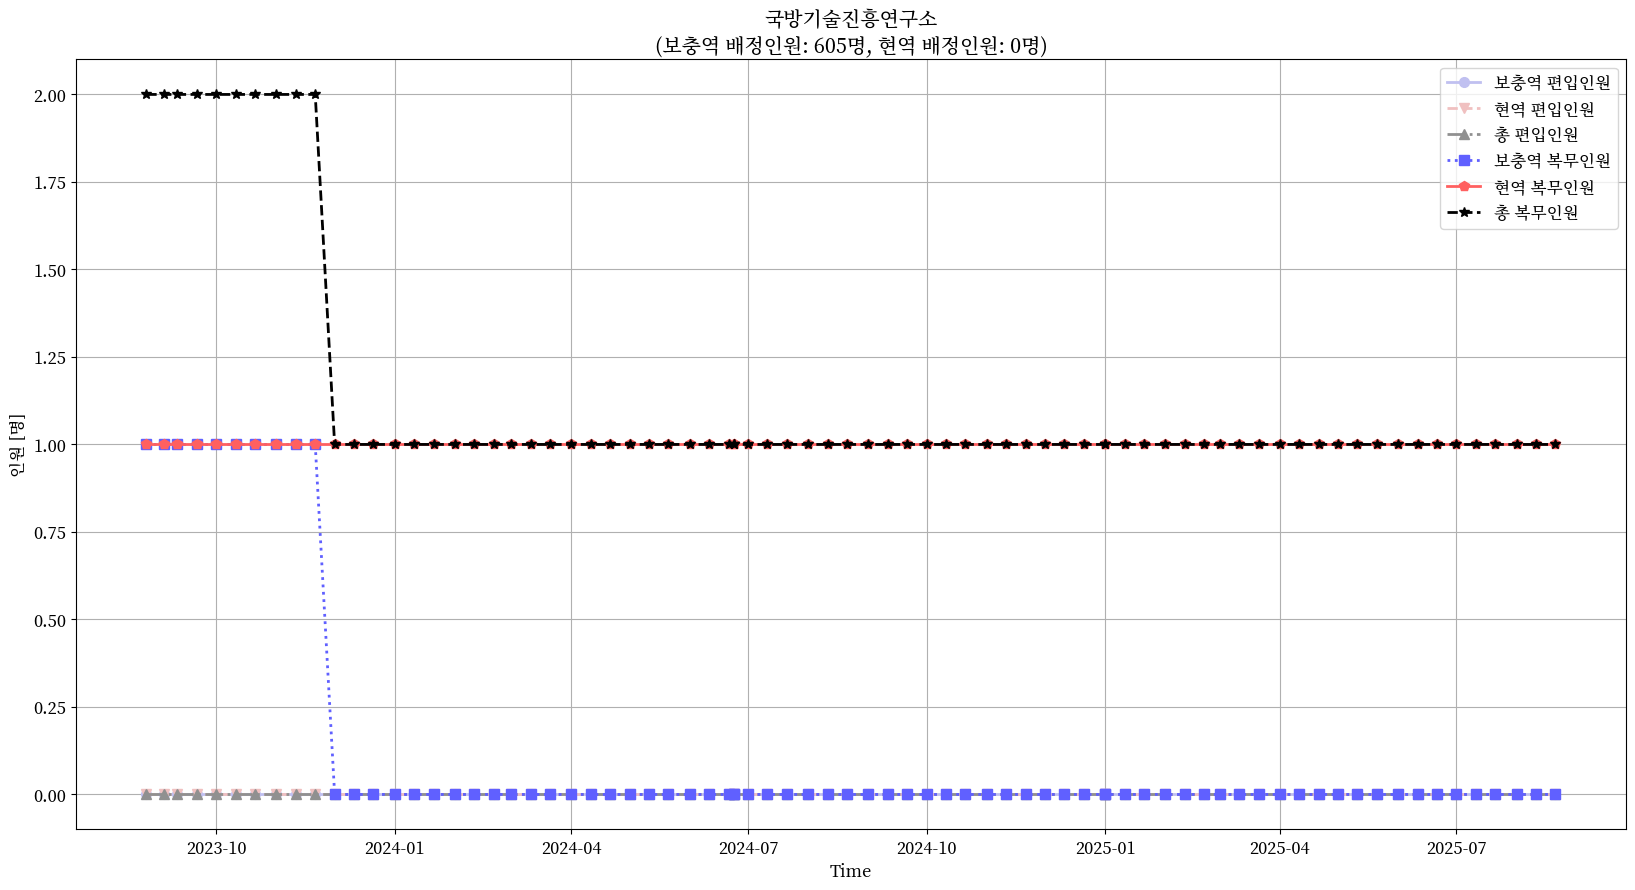 국방기술진흥연구소
(보충역 배정인원: 605명, 현역 배정인원: 0명)
보충역 편입인원
현역 편입인원
총 편입인원
보충역 복무인원
현역 복무인원
총 복무인원
인원 [명]
2.00
1.75
1.50
1.25
1.00
0.75
0.50
0.25
0.00
2023-10
2024-01
2024-04
2024-07
2024-10
2025-01
2025-04
2025-07
Time